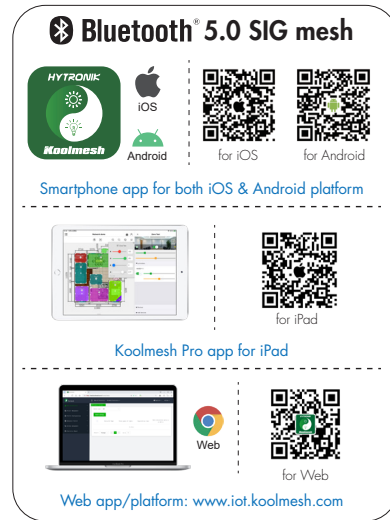 Bluetooth® 5.0 SIG mesh
HYTRONIK
Koolmesh
iOS
Android
for iOS
for Android
Smartphone app for both iOS & Android platform
for iPad
Koolmesh Pro app for iPad
Web
for Web
Web app/platform: www.iot.koolmesh.com